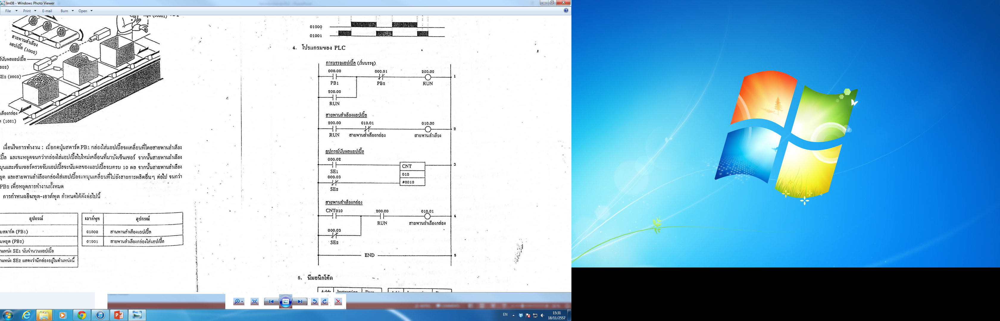 Im08 - Windows Photo Viewer
File Print E-mail Burn Open
(00001)
สายพานลำเลียง
แอปเปิ้ล (1000)
นับผลแอปเปิ้ล
002)
SE2 (0003)
เลียงกล่อง
(1001)
เงื่อนไขการทำงาน : เมื่อกดปุ่มสตาร์ต PB1 กล่องใส่แอปเปิ้ลจะเคลื่อนที่โดยสายพานลำเลียง
และจะหยุดจนกว่ากล่องใส่แอปเปิ้ลใบใหม่เคลื่อนที่มาบังเซ็นเซอร์ จากนั้นสายพานลำเลียง
มุนและเซ็นเซอร์ตรวจจับแอปเปิ้ลจะนับผลของแอปเปิ้ลจบครบ 10 ผล จากนั้นสายพานลำเลียง
ยุด และสายพานลำเลียงกล่องใส่แอปเปิ้ลจะหมุนเคลื่อนที่ไปยังสายการผลิตอื่นๆ ต่อไป จนกว่า
PB2 เพื่อหยุดการทำงานทั้งหมด
การกำหนดอินพุต-เอาต์พุต กำหนดได้ดังต่อไปนี้
อุปกรณ์
มสตาร์ต (PB1)
มหยุด (PB2)
าแหน่ง SE1 นับจำนวนแอปเปิ้ล
าแหน่ง SE2 แสดงว่ามีกล่องอยู่ในตำแหน่งนี้
เอาต์พุต อุปกรณ์
01000 สานพานลำเลียงแอปเปิ้ล
01001 สายพานลำเลียงกล่องใส่แอปเปิ้ล
01000
01001
4. โปรแกรมของ PLC
การบรรจุแอปเปิ้ล (เริ่มบรรจุ)
000.00 000.01 200.00
1
PB1 PB2 RUN
200.00
RUN
สายพานลำเลียงแอปเปิ้ล
200.00 010.01 010.00
2
RUN สายพานลำเลียงกล่อง สายพานลำเลียง
อุปกรณ์นับผลแอปเปิ้ล
000.02
CNT 3
SE1
010
000.03
#0010
SE2
สายพานลำเลียงกล่อง
CNT010 200.00 010.01
4
RUN สายพานลำเลียงกล่อง
000.03
SE2
END 5
5. นีมอนิกโค้ด
Addr Instruction
EN
15:31
18/11/2557